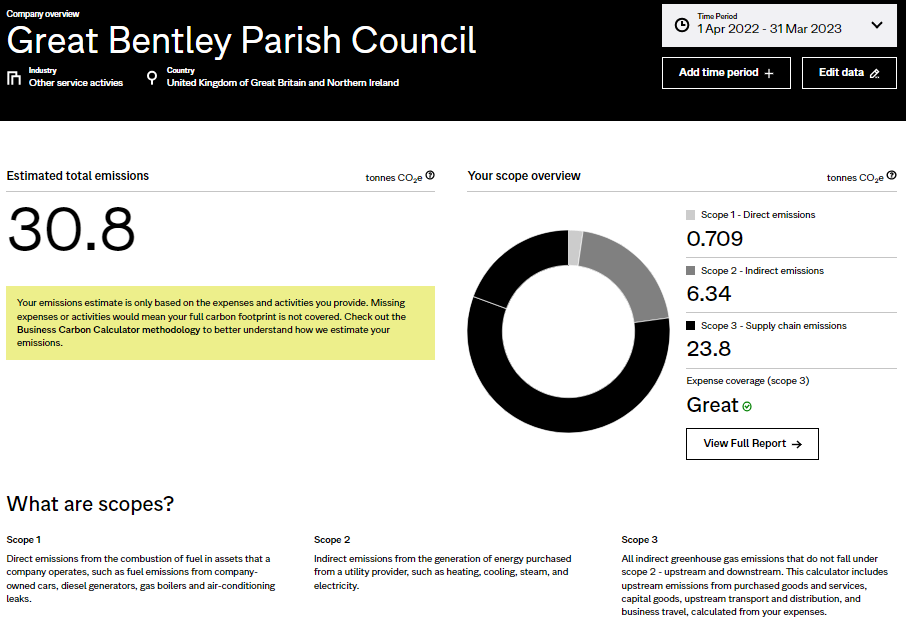 Company overview
Great Bentley Parish Council
Industry
Other service activies
Country
United Kingdom of Great Britain and Northern Ireland
Time Period
1 Apr 2022 - 31 Mar 2023
Add time period +
Edit data
Estimated total emissions
tonnes CO₂e
30.8
Your emissions estimate is only based on the expenses and activities you provide. Missing
expenses or activities would mean your full carbon footprint is not covered. Check out the
Business Carbon Calculator methodology to better understand how we estimate your
emissions.
Your scope overview
tonnes CO₂e
Scope 1 - Direct emissions
0.709
Scope 2 - Indirect emissions
6.34
Scope 3 - Supply chain emissions
23.8
Expense coverage (scope 3)
Great
View Full Report →
What are scopes?
Scope 1
Direct emissions from the combustion of fuel in assets that a
company operates, such as fuel emissions from company-
owned cars, diesel generators, gas boilers and air-conditioning
leaks.
Scope 2
Indirect emissions from the generation of energy purchased
from a utility provider, such as heating, cooling, steam, and
electricity.
Scope 3
All indirect greenhouse gas emissions that do not fall under
scope 2 - upstream and downstream. This calculator includes
upstream emissions from purchased goods and services,
capital goods, upstream transport and distribution, and
business travel, calculated from your expenses.